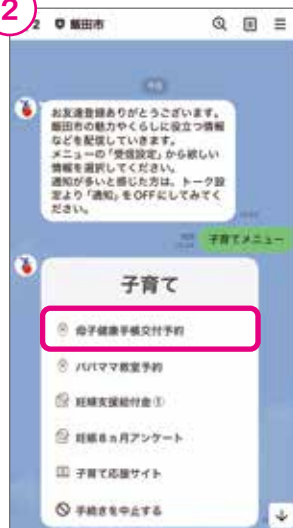 2
2 飯田市
今日
お友達登録ありがとうございます。
飯田市の魅力やくらしに役立つ情報
などを配信していきます。
メニューの「受信設定」から欲しい
情報を選択してください。
通知が多いと感じた方は、トーク設
定より「通知」をOFFにしてみてく
ださい。
子育てメニュー
子育て
母子健康手帳交付予約
パパママ教室予約
妊婦支援給付金①
妊娠8ヵ月アンケート
子育て応援サイト
手続きを中止する